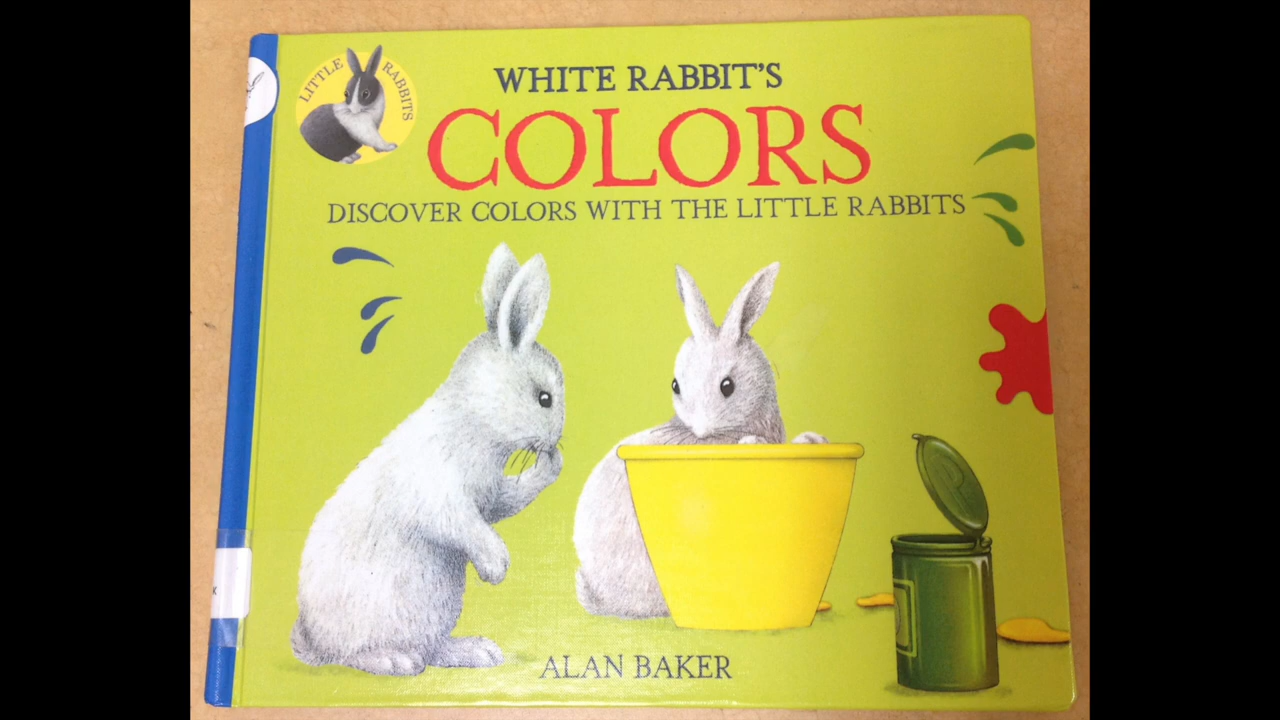 LITTLE RABBITS
WHITE RABBIT'S
COLORS
DISCOVER COLORS WITH THE LITTLE RABBITS
ALAN BAKER
K